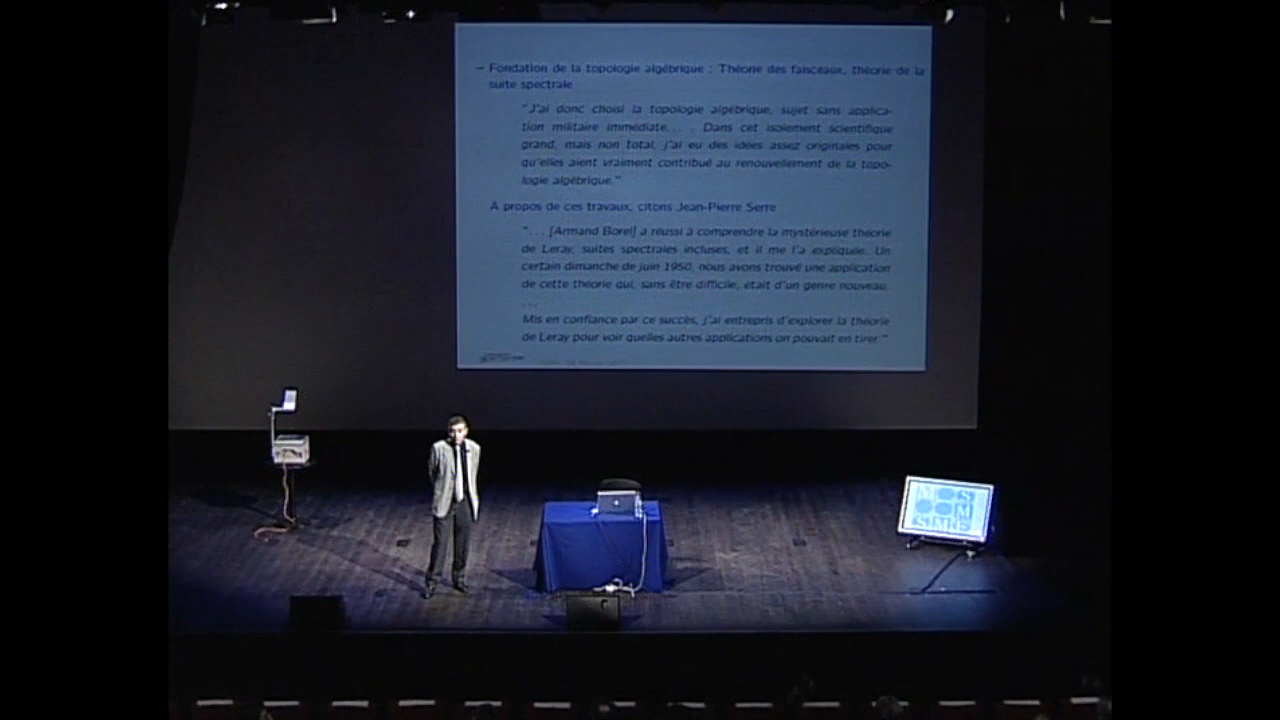 – Fondation de la topologie algébrique : Théorie des faisceaux, théorie de la
suite spectrale
"J'ai donc choisi la topologie algébrique, sujet sans applica-
tion militaire immédiate... . Dans cet isolement scientifique
grand, mais non total, j'ai eu des idées assez originales pour
qu'elles aient vraiment contribué au renouvellement de la topo-
logie algébrique."
A propos de ces travaux, citons Jean-Pierre Serre
"... [Armand Borel] a réussi à comprendre la mystérieuse théorie
de Leray, suites spectrales incluses, et il me l'a expliquée. Un
certain dimanche de juin 1950, nous avons trouvé une application
de cette théorie qui, sans être difficile, était d'un genre nouveau.
...
Mis en confiance par ce succès, j'ai entrepris d'explorer la théorie
de Leray pour voir quelles autres applications on pouvait en tirer."
M S
M
SMF